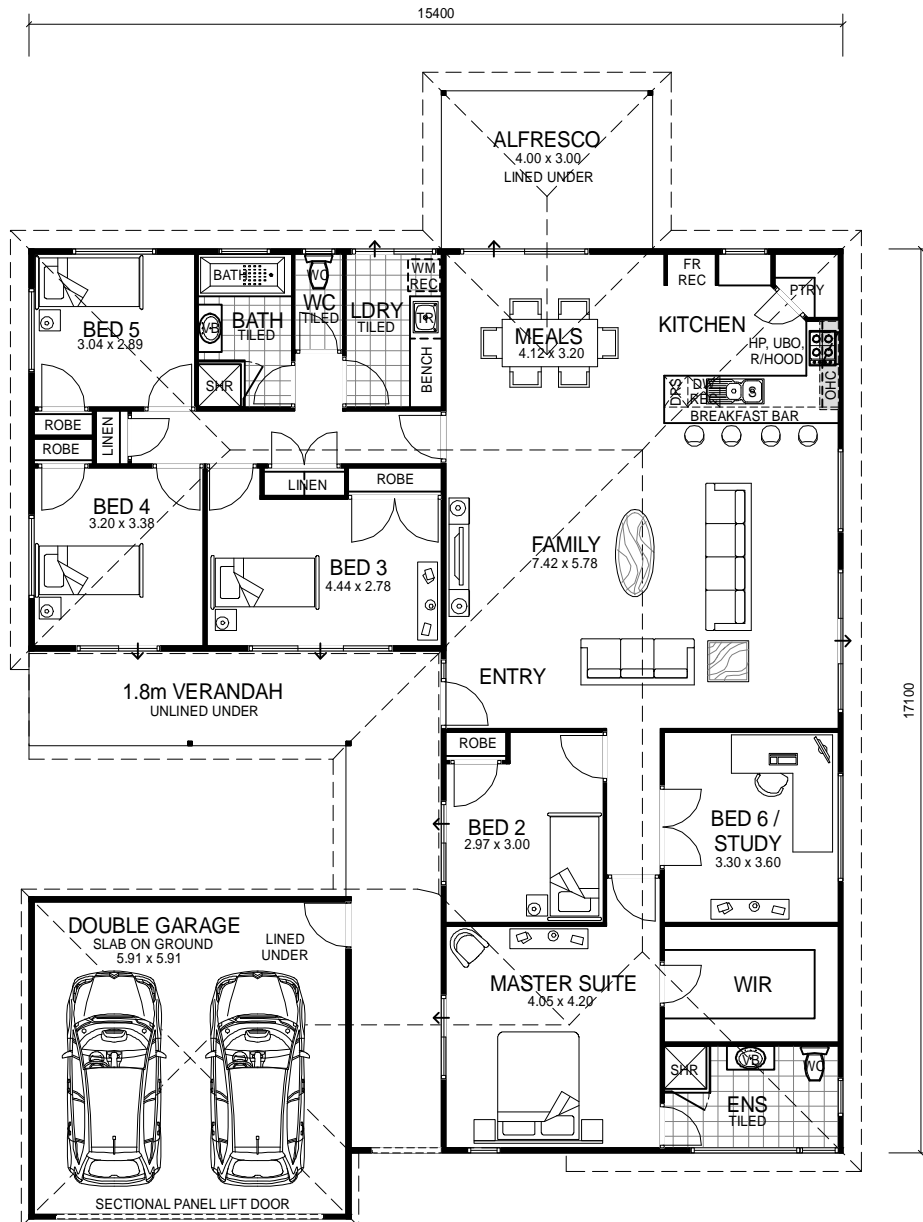 15400
ALFRESCO
4.00 x 3.00
LINED UNDER
BATH
WC
WC
TILED
WM
REC
LDRY
TILED
TR
BENCH
BED 5
3.04 x 2.89
VB
BATH
TILED
SHR
MEALS
4.12 x 3.20
FR
REC
KITCHEN
PTRY
HP, UBO,
R/HOOD
OHC
DRS
DW
REC
S
BREAKFAST BAR
ROBE
ROBE
LINEN
LINEN
ROBE
BED 4
3.20 x 3.38
BED 3
4.44 x 2.78
FAMILY
7.42 x 5.78
ENTRY
1.8m VERANDAH
UNLINED UNDER
17100
ROBE
BED 2
2.97 x 3.00
BED 6 /
STUDY
3.30 x 3.60
DOUBLE GARAGE
SLAB ON GROUND
5.91 x 5.91
LINED
UNDER
MASTER SUITE
4.05 x 4.20
WIR
SHR
VB
WC
ENS
TILED
SECTIONAL PANEL LIFT DOOR